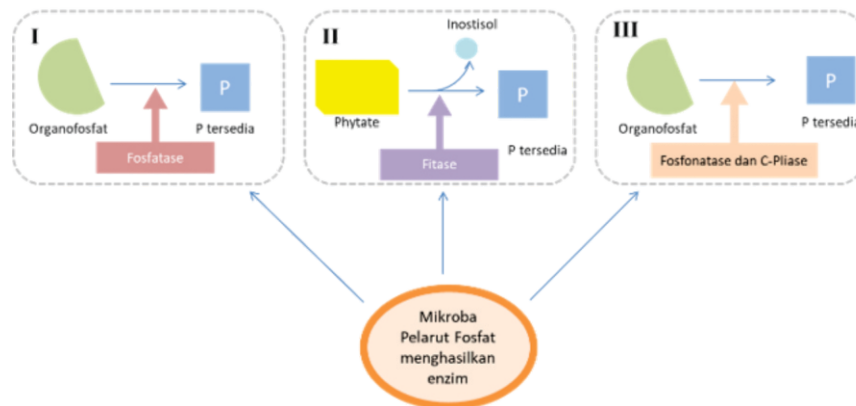 I
Organofosfat
P
P tersedia
Fosfatase
II
Inostisol
Phytate
P
P tersedia
Fitase
III
Organofosfat
P
P tersedia
Fosfonatase dan C-Pliase
Mikroba
Pelarut Fosfat
menghasilkan
enzim